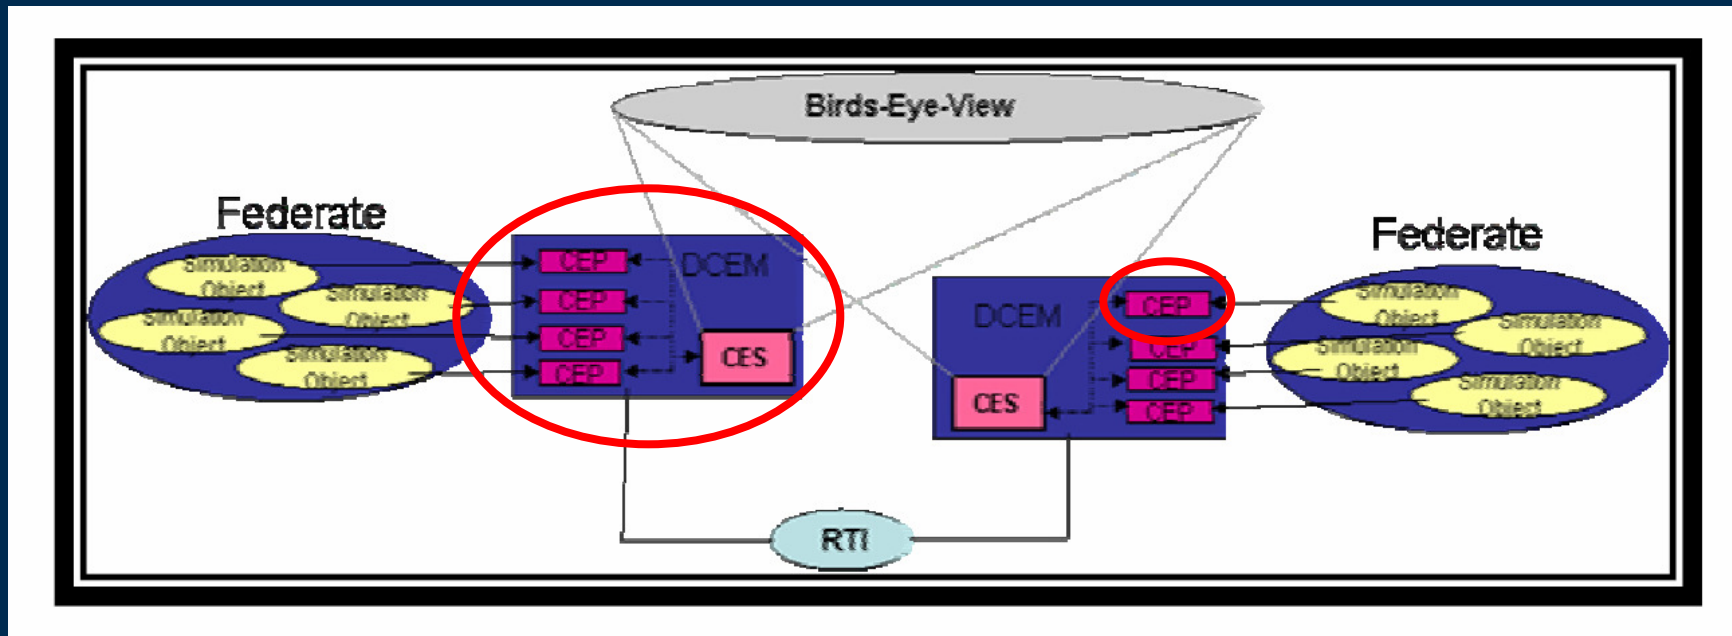 Birds-Eye-View
Federate
Simulation
Object
Simulation
Object
Simulation
Object
Simulation
Object
CEP
CEP
CEP
CEP
DCEM
CES
DCEM
CES
CEP
CEP
CEP
CEP
Federate
Simulation
Object
Simulation
Object
Simulation
Object
Simulation
Object
RTI